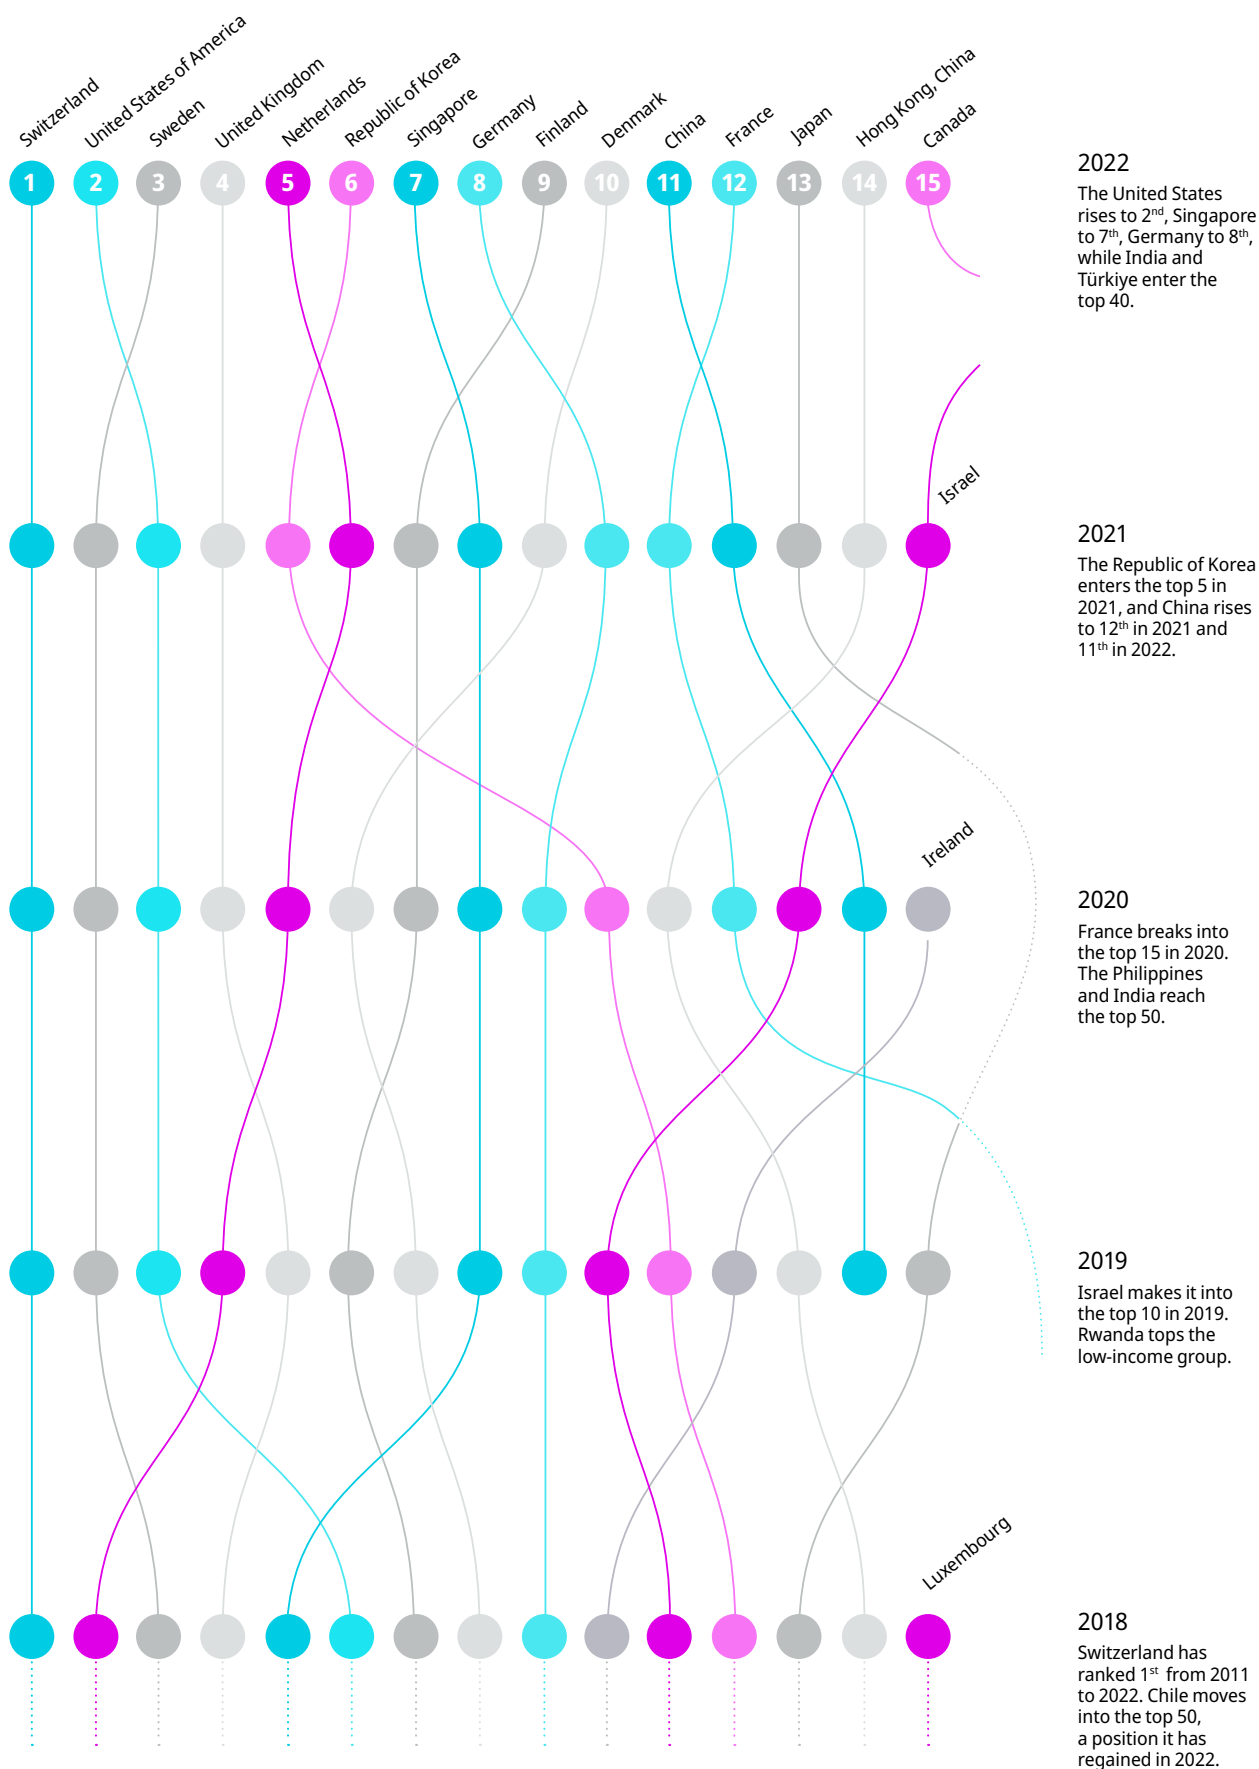 Switzerland
United States of America
Sweden
United Kingdom
Netherlands
Republic of Korea
Singapore
Germany
Finland
Denmark
China
France
Japan
Hong Kong, China
Canada
1 2 3 4 5 6 7 8 9 10 11 12 13 14 15
2022
The United States
rises to 2nd, Singapore
to 7th, Germany to 8th,
while India and
Türkiye enter the
top 40.
Israel
2021
The Republic of Korea
enters the top 5 in
2021, and China rises
to 12th in 2021 and
11th in 2022.
Ireland
2020
France breaks into
the top 15 in 2020.
The Philippines
and India reach
the top 50.
2019
Israel makes it into
the top 10 in 2019.
Rwanda tops the
low-income group.
Luxembourg
2018
Switzerland has
ranked 1st from 2011
to 2022. Chile moves
into the top 50,
a position it has
regained in 2022.